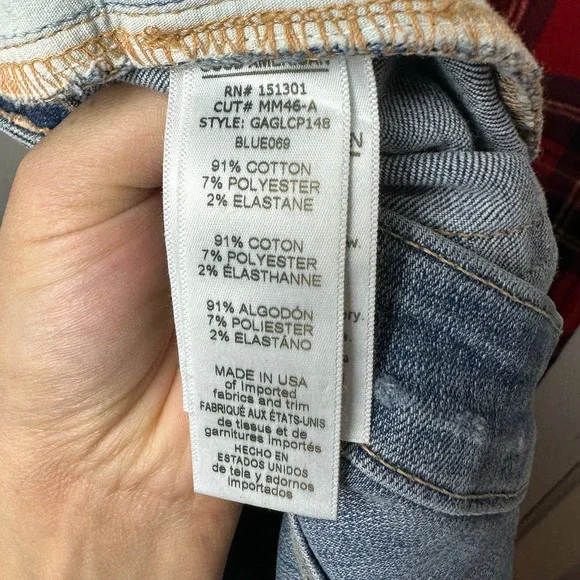 RN# 151301
CUT# MM46-A
STYLE: GAGLCP148
BLUE069
91% COTTON
7% POLYESTER
2% ELASTANE
91% COTON
7% POLYESTER
2% ÉLASTHANNE
91% ALGODÓN
7% POLIESTER
2% ELASTÁNO
MADE IN USA
of imported
fabrics and trim
FABRIQUÉ AUX ÉTATS-UNIS
de tissus et de
garnitures importés
HECHO EN
ESTADOS UNIDOS
de tela y adornos
importados